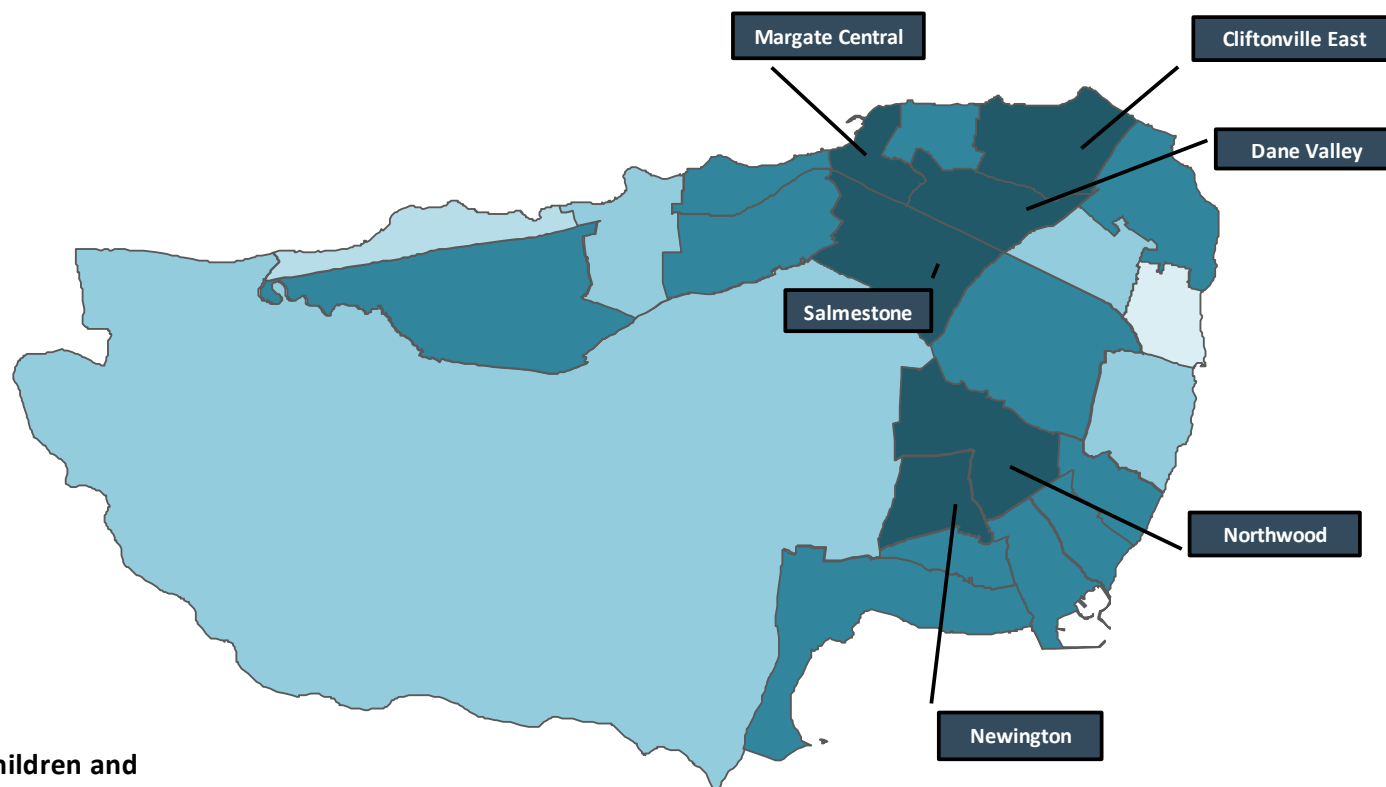 Margate Central
Cliftonville East
Dane Valley
Salmestone
Northwood
Newington
hildren and